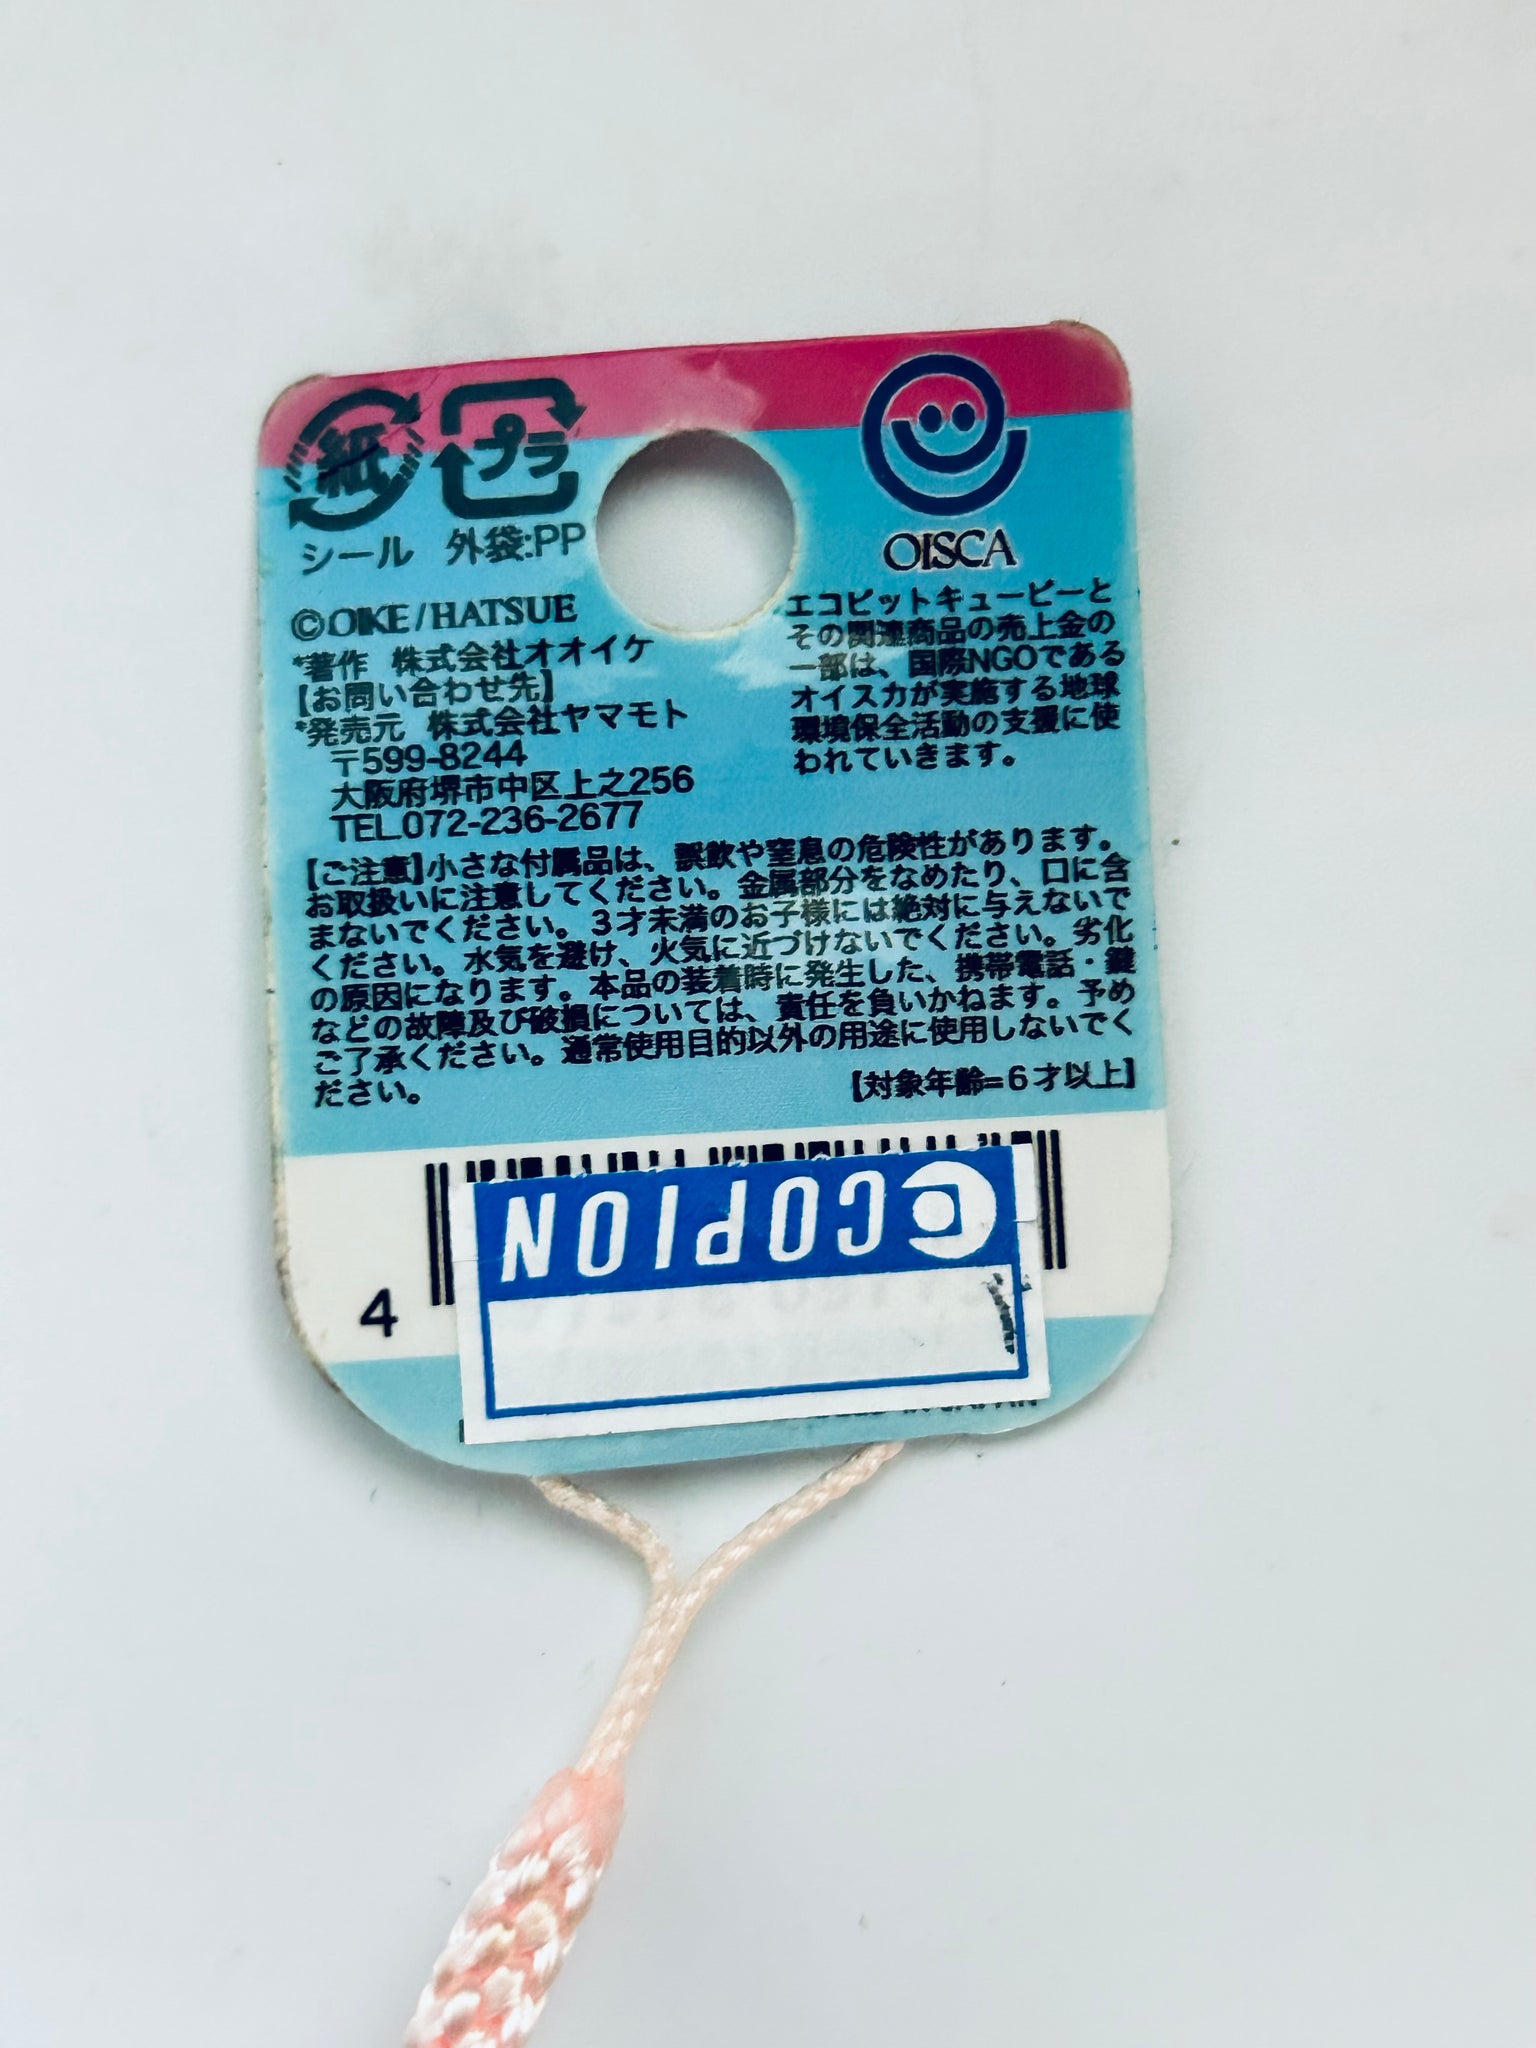 紙
プラ
シール 外袋:PP
©OIKE/HATSUE
*著作 株式会社オオイケ
【お問い合わせ先】
*発売元 株式会社ヤマモト
〒599-8244
大阪府堺市中区上之256
TEL.072-236-2677
OISCA
エコピットキューピーと
その関連商品の売上金の
一部は、国際NGOである
オイスカが実施する地球
環境保全活動の支援に使
われていきます。
【ご注意】小さな付属品は、誤飲や窒息の危険性があります。
お取扱いに注意してください。金属部分をなめたり、口に含
まないでください。3才未満のお子様には絶対に与えないで
ください。水気を避け、火気に近づけないでください。劣化
の原因になります。本品の装着時に発生した、携帯電話・鍵
などの故障及び破損については、責任を負いかねます。予め
ご了承ください。通常使用目的以外の用途に使用しないでく
ださい。
【対象年齢=6才以上】
COPION
4